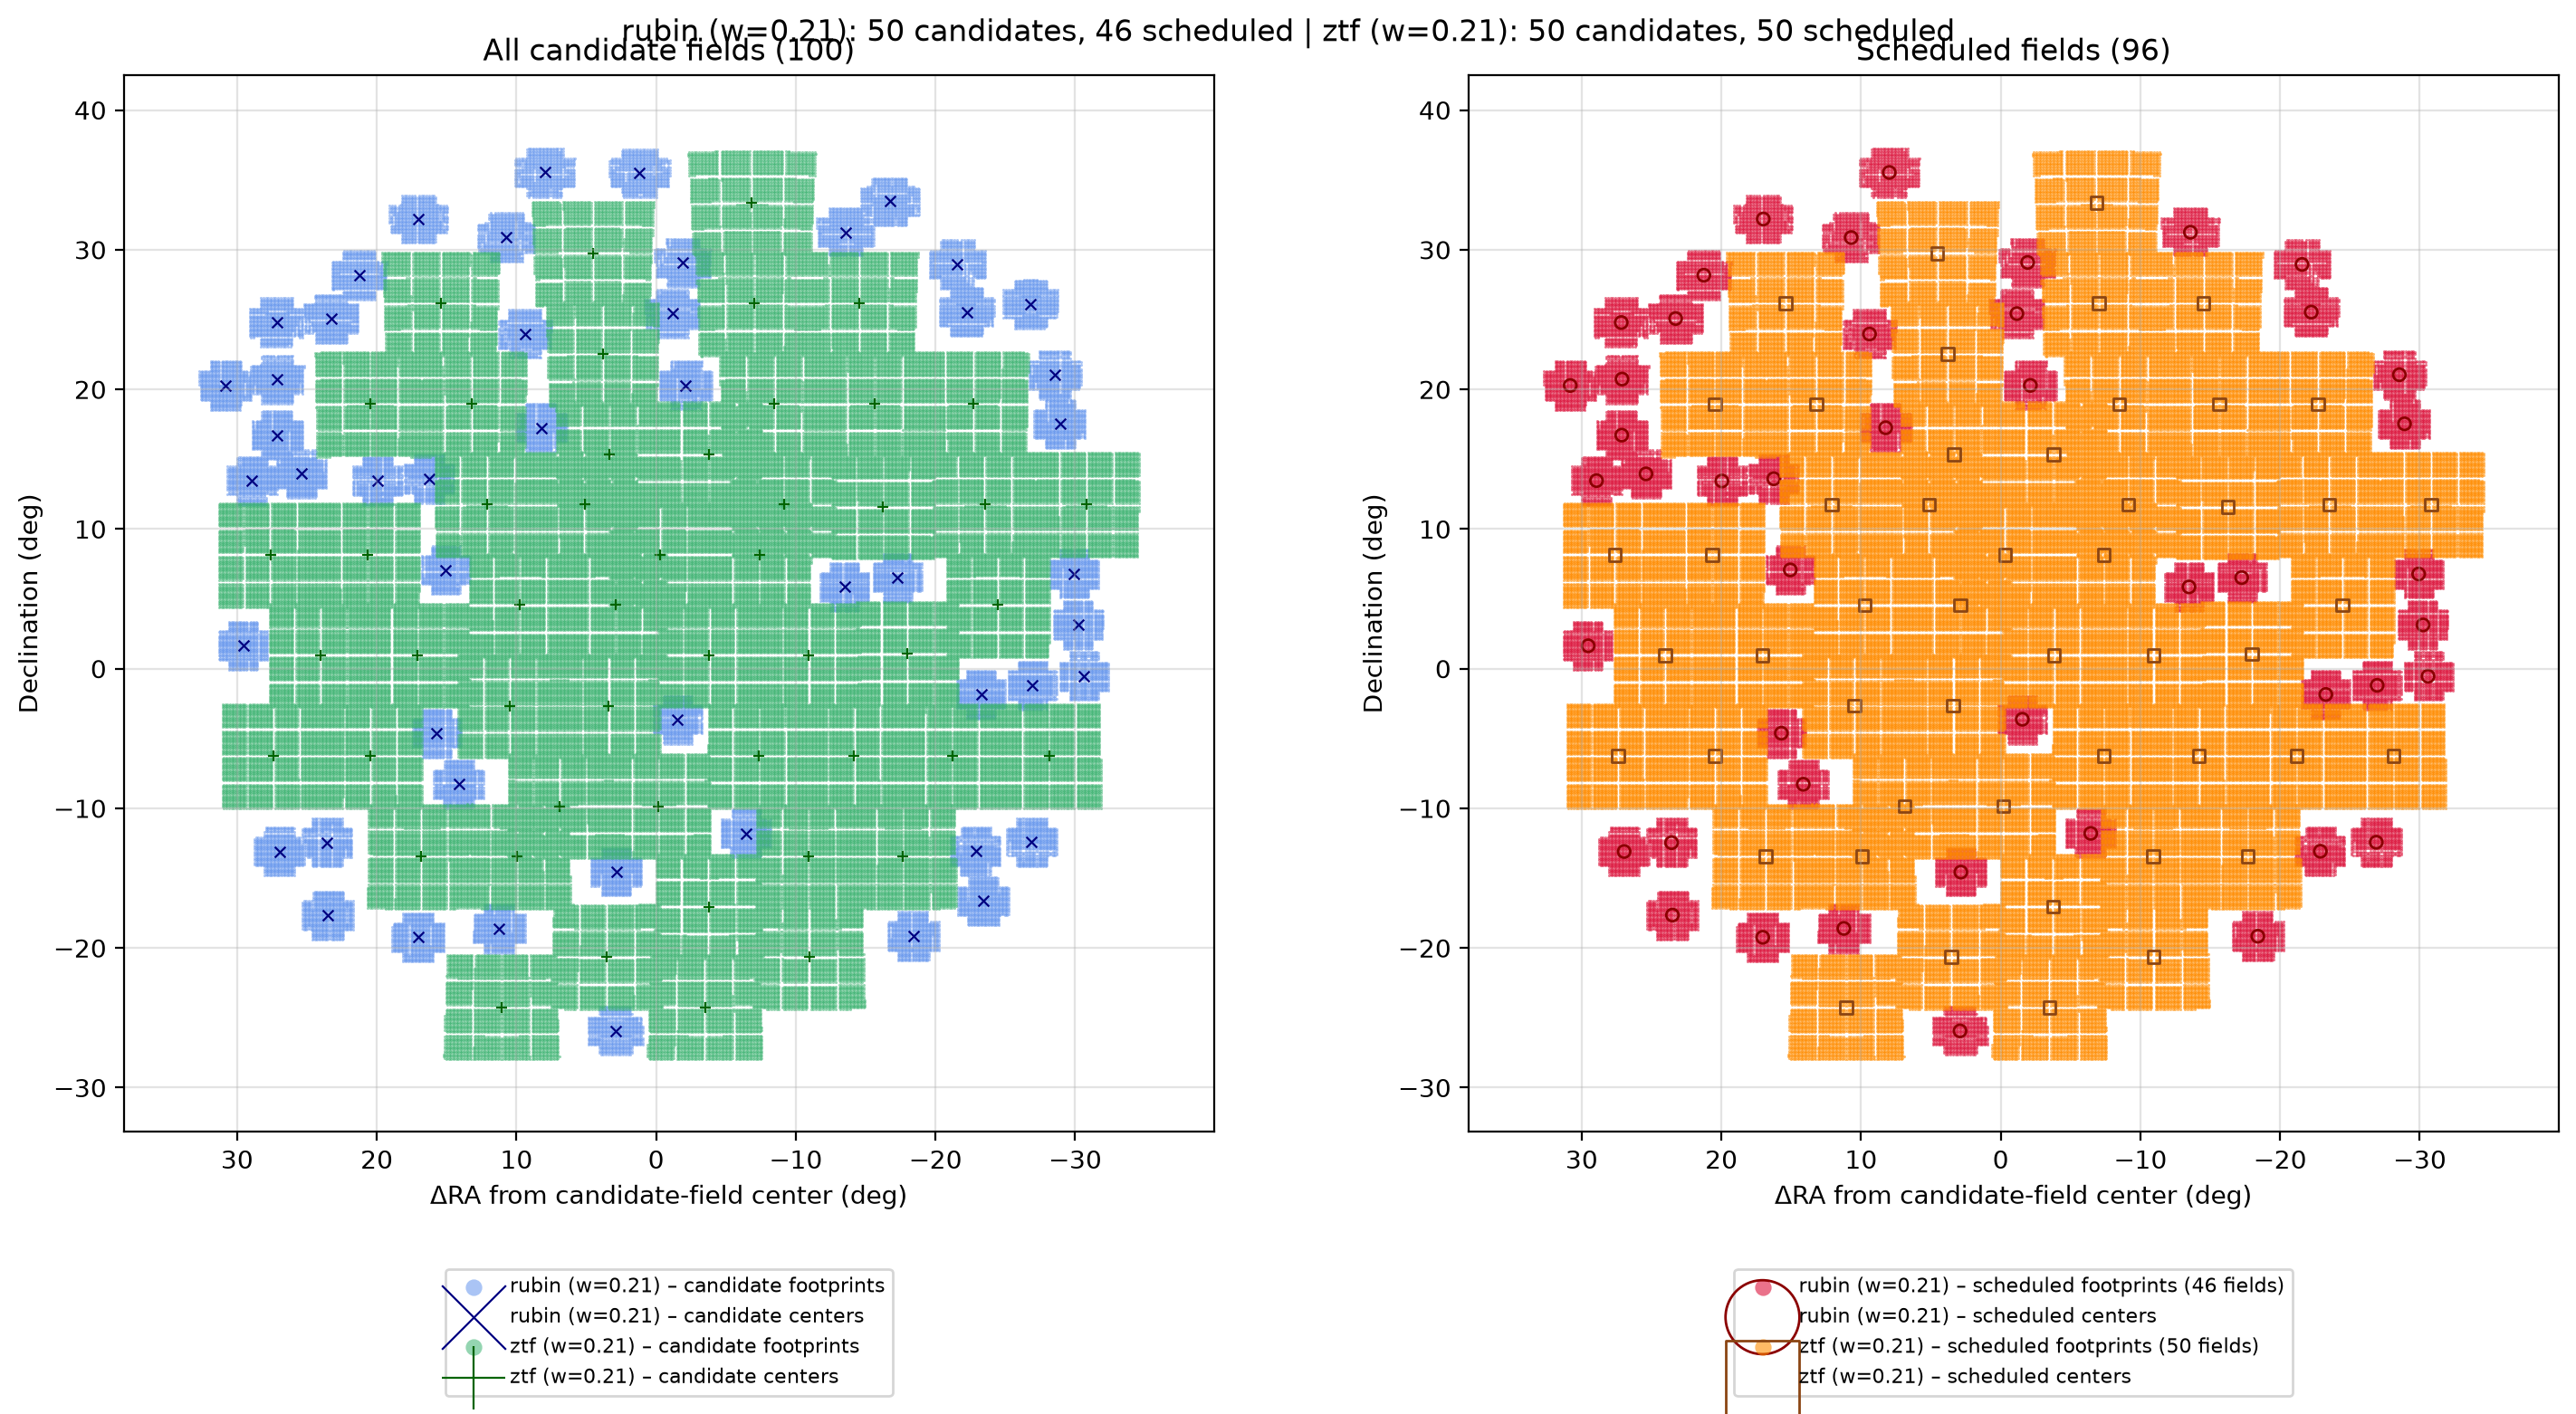 rubin (w=0.21): 50 candidates, 46 scheduled | ztf (w=0.21): 50 candidates, 50 scheduled
All candidate fields (100)
40
30
20
10
0
−10
−20
−30
Declination (deg)
30 20 10 0 −10 −20 −30
ΔRA from candidate-field center (deg)
rubin (w=0.21) – candidate footprints
rubin (w=0.21) – candidate centers
ztf (w=0.21) – candidate footprints
ztf (w=0.21) – candidate centers
Scheduled fields (96)
40
30
20
10
0
−10
−20
−30
Declination (deg)
30 20 10 0 −10 −20 −30
ΔRA from candidate-field center (deg)
rubin (w=0.21) – scheduled footprints (46 fields)
rubin (w=0.21) – scheduled centers
ztf (w=0.21) – scheduled footprints (50 fields)
ztf (w=0.21) – scheduled centers